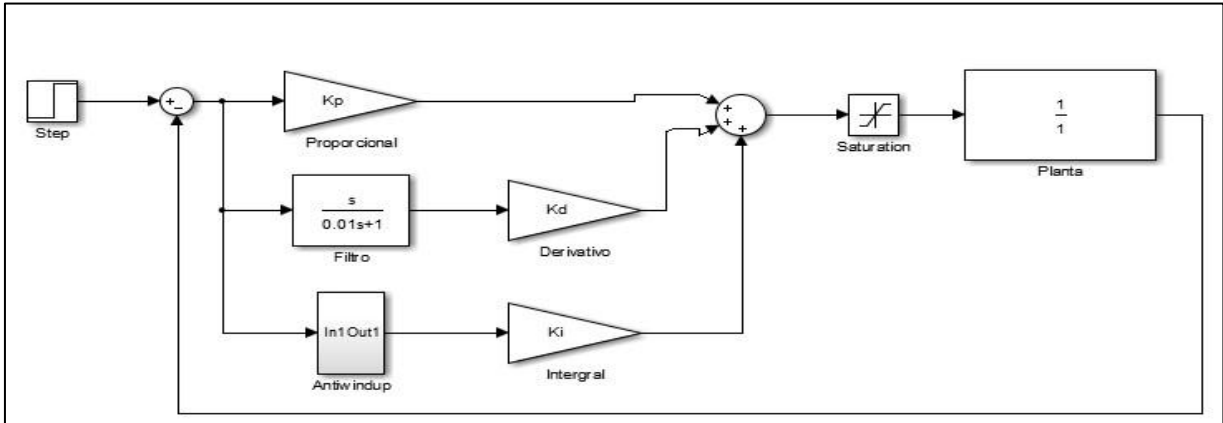 Step
+
−
Kp
Proporcional
s
0.01s+1
Filtro
Kd
Derivativo
In1Out1
Antiwindup
Ki
Intergral
+
+
+
Saturation
1
1
Planta